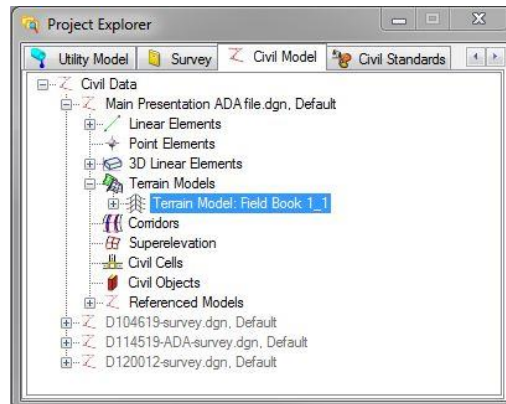 Project Explorer
Utility Model Survey Civil Model Civil Standards
Civil Data
Main Presentation ADA file.dgn, Default
Linear Elements
Point Elements
3D Linear Elements
Terrain Models
Terrain Model: Field Book 1_1
Corridors
Superelevation
Civil Cells
Civil Objects
Referenced Models
D104619-survey.dgn, Default
D114519-ADA-survey.dgn, Default
D120012-survey.dgn, Default